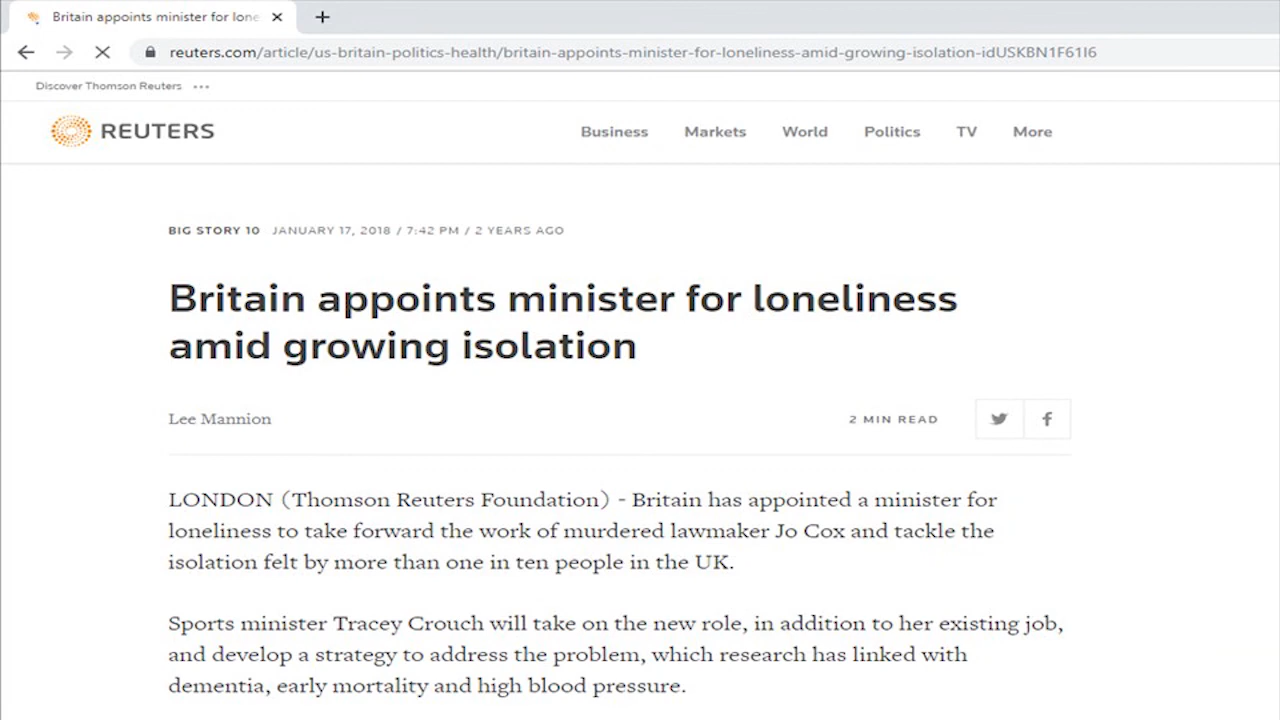 Britain appoints minister for lone
reuters.com/article/us-britain-politics-health/britain-appoints-minister-for-loneliness-amid-growing-isolation-idUSKBN1F61I6
Discover Thomson Reuters
REUTERS
Business Markets World Politics TV More
BIG STORY 10 JANUARY 17, 2018 / 7:42 PM / 2 YEARS AGO
Britain appoints minister for loneliness
amid growing isolation
Lee Mannion
2 MIN READ
LONDON (Thomson Reuters Foundation) - Britain has appointed a minister for
loneliness to take forward the work of murdered lawmaker Jo Cox and tackle the
isolation felt by more than one in ten people in the UK.
Sports minister Tracey Crouch will take on the new role, in addition to her existing job,
and develop a strategy to address the problem, which research has linked with
dementia, early mortality and high blood pressure.